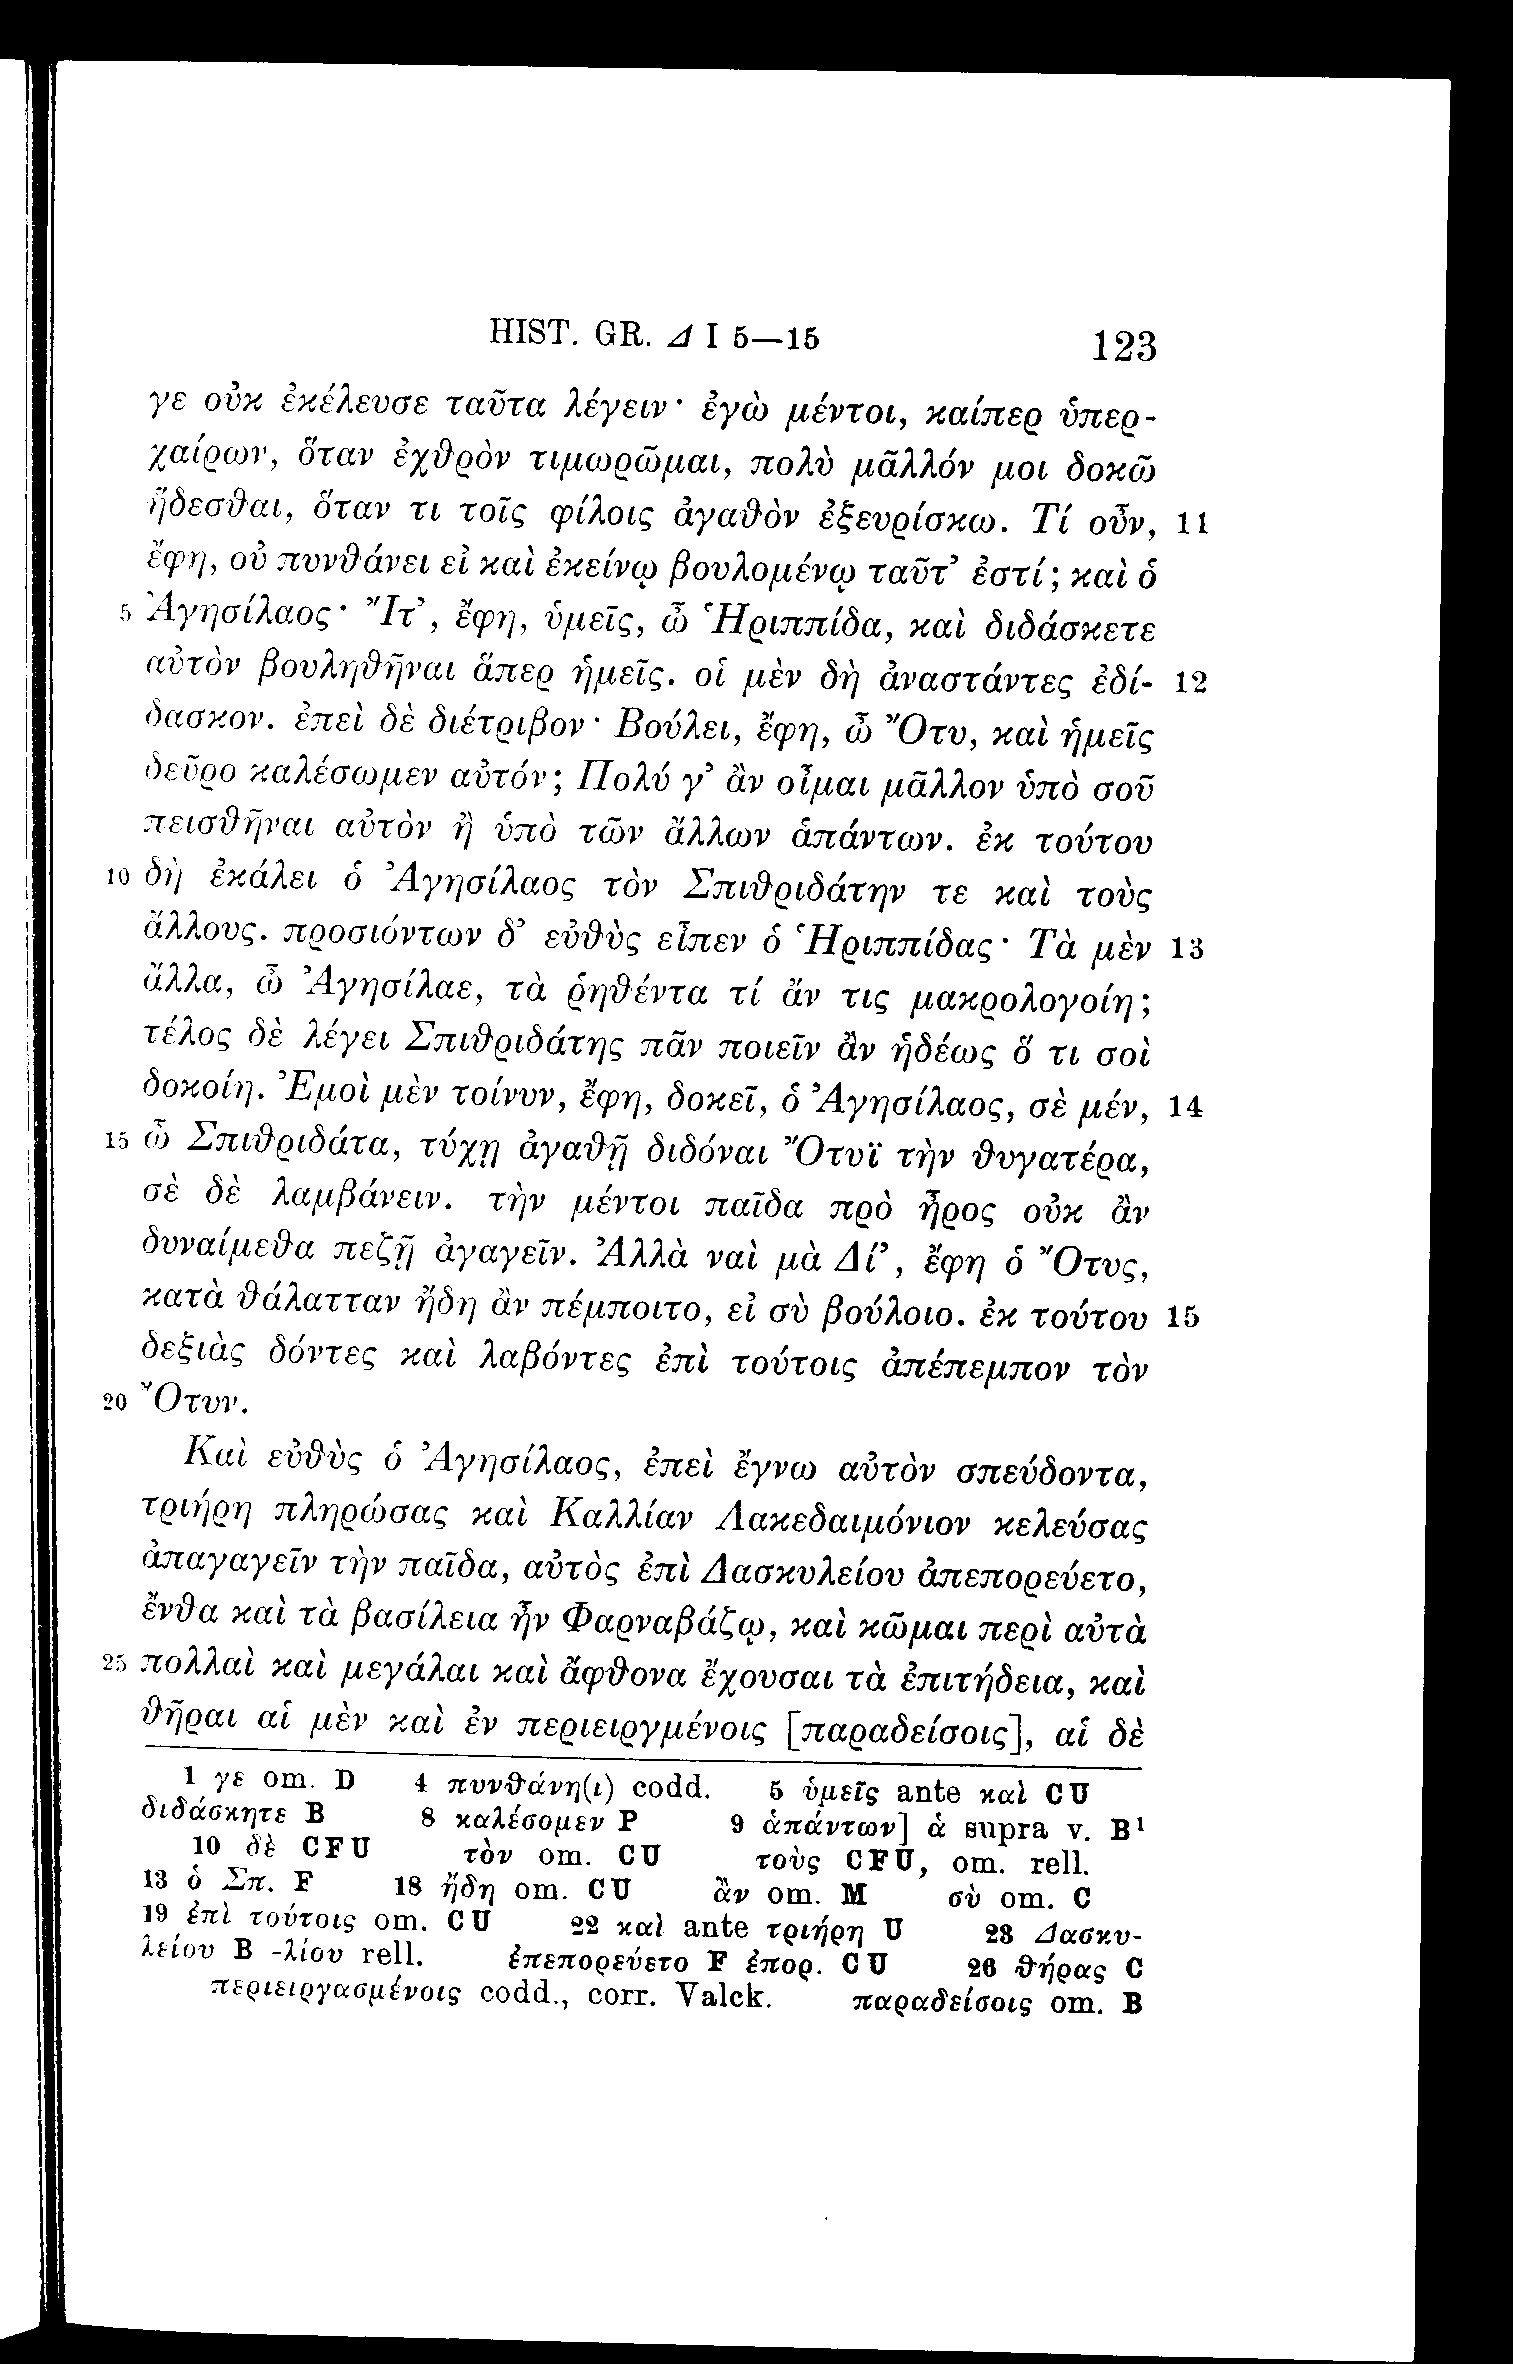 HIST. GR. Δ I 5—15 123
γε οὐκ ἐκέλευσε ταῦτα λέγειν· ἐγὼ μέντοι, καίπερ ὑπερ-
χαίρων, ὅταν ἐχθρὸν τιμωρῶμαι, πολὺ μᾶλλόν μοι δοκῶ
ἥδεσθαι, ὅταν τι τοῖς φίλοις ἀγαθὸν ἐξευρίσκω. Τί οὖν, 11
ἔφη, οὐ πυνθάνει εἰ καὶ ἐκείνῳ βουλομένῳ ταῦτ’ ἐστί; καὶ ὁ
5 Ἀγησίλαος· Ἴτ’, ἔφη, ὑμεῖς, ὦ Ἡριππίδα, καὶ διδάσκετε
αὐτὸν βουληθῆναι ἅπερ ἡμεῖς. οἱ μὲν δὴ ἀναστάντες ἐδί- 12
δασκον. ἐπεὶ δὲ διέτριβον· Βούλει, ἔφη, ὦ Ὄτυ, καὶ ἡμεῖς
δεῦρο καλέσωμεν αὐτόν; Πολύ γ’ ἂν οἶμαι μᾶλλον ὑπὸ σοῦ
πεισθῆναι αὐτὸν ἢ ὑπὸ τῶν ἄλλων ἁπάντων. ἐκ τούτου
10 δὴ ἐκάλει ὁ Ἀγησίλαος τὸν Σπιθριδάτην τε καὶ τοὺς
ἄλλους. προσιόντων δ’ εὐθὺς εἶπεν ὁ Ἡριππίδας· Τὰ μὲν 13
ἄλλα, ὦ Ἀγησίλαε, τὰ ῥηθέντα τί ἄν τις μακρολογοίη;
τέλος δὲ λέγει Σπιθριδάτης πᾶν ποιεῖν ἂν ἡδέως ὅ τι σοὶ
δοκοίη. Ἐμοὶ μὲν τοίνυν, ἔφη, δοκεῖ, ὁ Ἀγησίλαος, σὲ μέν, 14
15 ὦ Σπιθριδάτα, τύχῃ ἀγαθῇ διδόναι Ὄτυϊ τὴν θυγατέρα,
σὲ δὲ λαμβάνειν. τὴν μέντοι παῖδα πρὸ ἦρος οὐκ ἂν
δυναίμεθα πεζῇ ἀγαγεῖν. Ἀλλὰ ναὶ μὰ Δί’, ἔφη ὁ Ὄτυς,
κατὰ θάλατταν ἤδη ἂν πέμποιτο, εἰ σὺ βούλοιο. ἐκ τούτου 15
δεξιὰς δόντες καὶ λαβόντες ἐπὶ τούτοις ἀπέπεμπον τὸν
20 Ὄτυν.
Καὶ εὐθὺς ὁ Ἀγησίλαος, ἐπεὶ ἔγνω αὐτὸν σπεύδοντα,
τριήρη πληρώσας καὶ Καλλίαν Λακεδαιμόνιον κελεύσας
ἀπαγαγεῖν τὴν παῖδα, αὐτὸς ἐπὶ Δασκυλείου ἀπεπορεύετο,
ἔνθα καὶ τὰ βασίλεια ἦν Φαρναβάζῳ, καὶ κῶμαι περὶ αὐτὰ
25 πολλαὶ καὶ μεγάλαι καὶ ἄφθονα ἔχουσαι τὰ ἐπιτήδεια, καὶ
θῆραι αἱ μὲν καὶ ἐν περιειργμένοις [παραδείσοις], αἱ δὲ
1 γε om. D 4 πυνθάνη(ι) codd. 5 ὑμεῖς ante καὶ CU
διδάσκητε B 8 καλέσομεν P 9 ἁπάντων] ἁ supra v. B¹
10 δὲ CFU τὸν om. CU τοὺς CFU, om. rell.
13 ὁ Σπ. F 18 ἤδη om. CU ἂν om. M σὺ om. C
19 ἐπὶ τούτοις om. CU 22 καὶ ante τριήρη U 23 Δασκυ-
λείου B -λίου rell. ἐπεπορεύετο F ἐπορ. CU 26 θήρας C
περιειργασμένοις codd., corr. Valck. παραδείσοις om. B